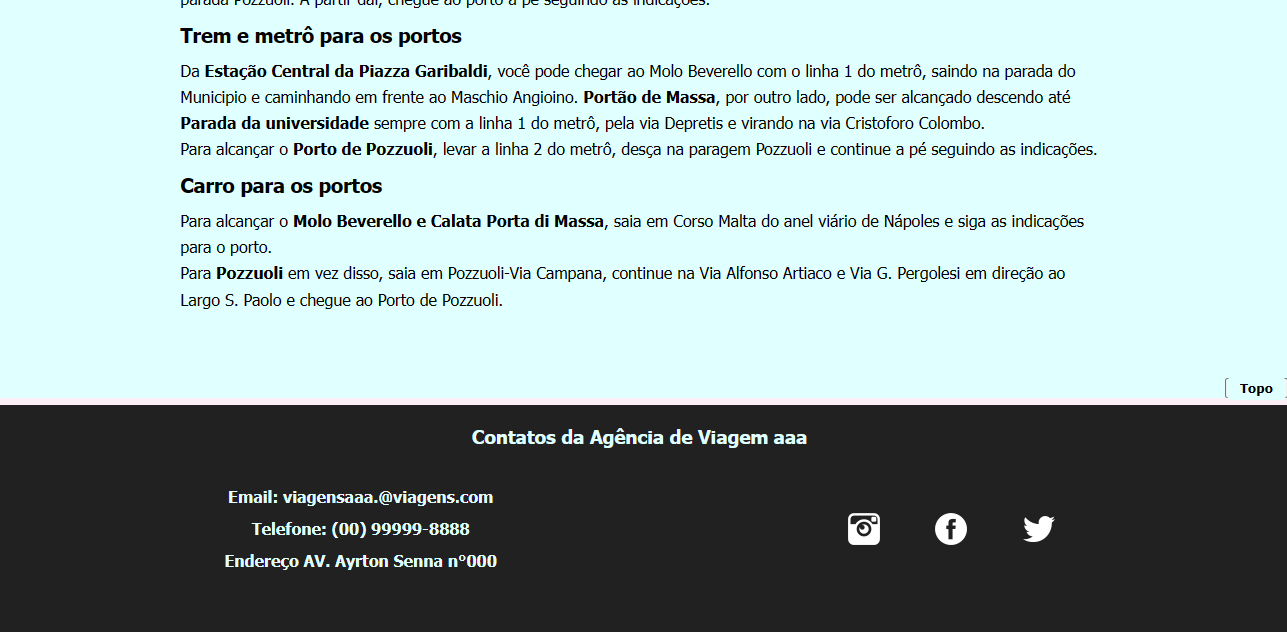 parada Pozzuoli. A partir daí, chegue ao porto a pé seguindo as indicações.
Trem e metrô para os portos
Da Estação Central da Piazza Garibaldi, você pode chegar ao Molo Beverello com o linha 1 do metrô, saindo na parada do
Municipio e caminhando em frente ao Maschio Angioino. Portão de Massa, por outro lado, pode ser alcançado descendo até
Parada da universidade sempre com a linha 1 do metrô, pela via Depretis e virando na via Cristoforo Colombo.
Para alcançar o Porto de Pozzuoli, levar a linha 2 do metrô, desça na paragem Pozzuoli e continue a pé seguindo as indicações.
Carro para os portos
Para alcançar o Molo Beverello e Calata Porta di Massa, saia em Corso Malta do anel viário de Nápoles e siga as indicações
para o porto.
Para Pozzuoli em vez disso, saia em Pozzuoli-Via Campana, continue na Via Alfonso Artiaco e Via G. Pergolesi em direção ao
Largo S. Paolo e chegue ao Porto de Pozzuoli.
Topo
Contatos da Agência de Viagem aaa
Email: viagensaaa.@viagens.com
Telefone: (00) 99999-8888
Endereço AV. Ayrton Senna n°000